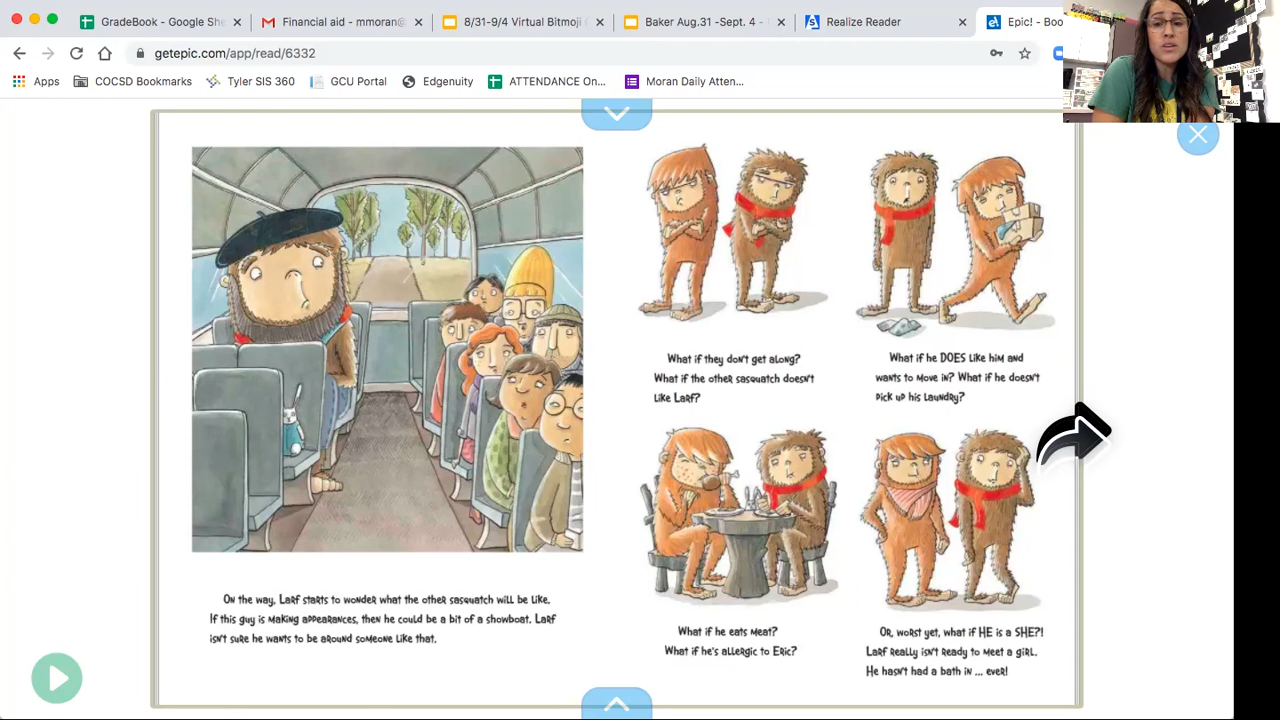 GradeBook - Google She
Financial aid - mmoran@
8/31-9/4 Virtual Bitmoji
Baker Aug.31 -Sept. 4 -
Realize Reader
Epic! - Boo
getepic.com/app/read/6332
Apps
COCSD Bookmarks
Tyler SIS 360
GCU Portal
Edgenuity
ATTENDANCE On...
Moran Daily Atten...
On the way, Larf starts to wonder what the other sasquatch will be like.
If this guy is making appearances, then he could be a bit of a showboat. Larf
isn't sure he wants to be around someone like that.
What if they don't get along?
What if the other sasquatch doesn't
like Larf?
What if he DOES like him and
wants to move in? What if he doesn't
pick up his laundry?
What if he eats meat?
What if he's allergic to Eric?
Or, worst yet, what if HE is a SHE?!
Larf really isn't ready to meet a girl.
He hasn't had a bath in ... ever!